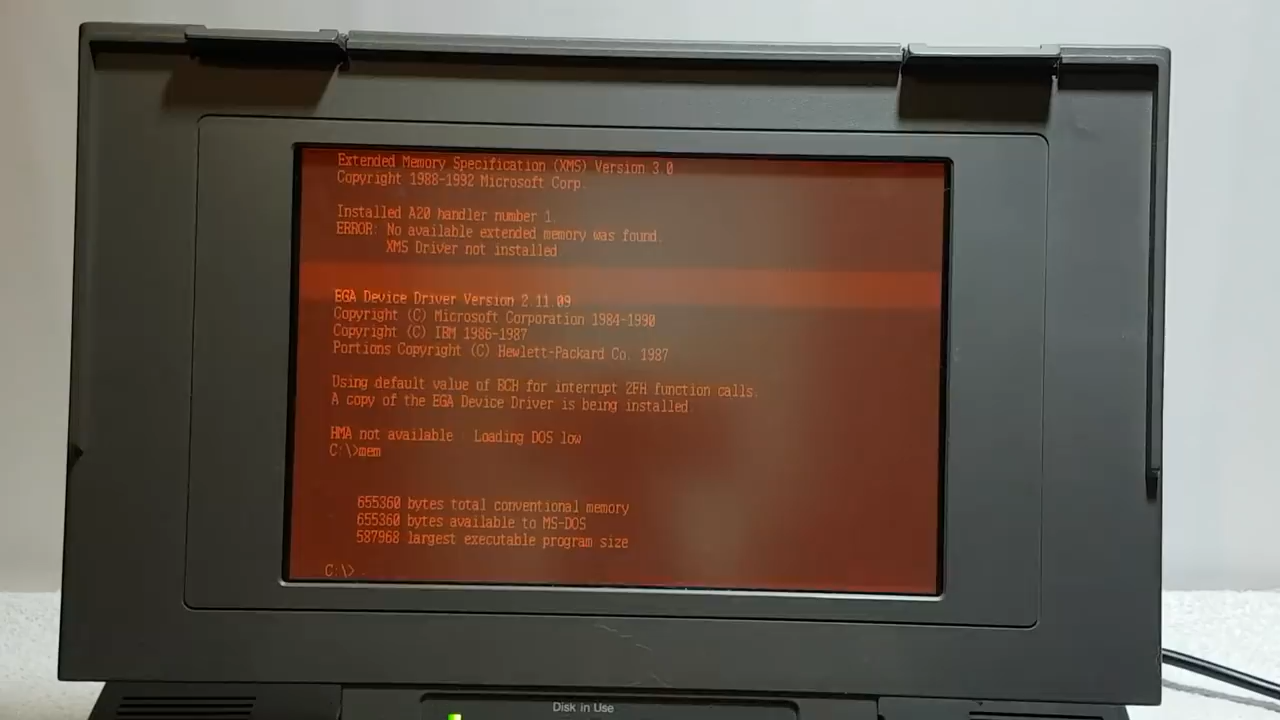 Extended Memory Specification (XMS) Version 3.0
Copyright 1988-1992 Microsoft Corp.
Installed A20 handler number 1.
ERROR: No available extended memory was found.
XMS Driver not installed
EGA Device Driver Version 2.11.09
Copyright (C) Microsoft Corporation 1984-1990
Copyright (C) IBM 1986-1987
Portions Copyright (C) Hewlett-Packard Co. 1987
Using default value of BCH for interrupt 2FH function calls.
A copy of the EGA Device Driver is being installed.
HMA not available : Loading DOS low
C:\>mem
655360 bytes total conventional memory
655360 bytes available to MS-DOS
587968 largest executable program size
C:\>
Disk in Use